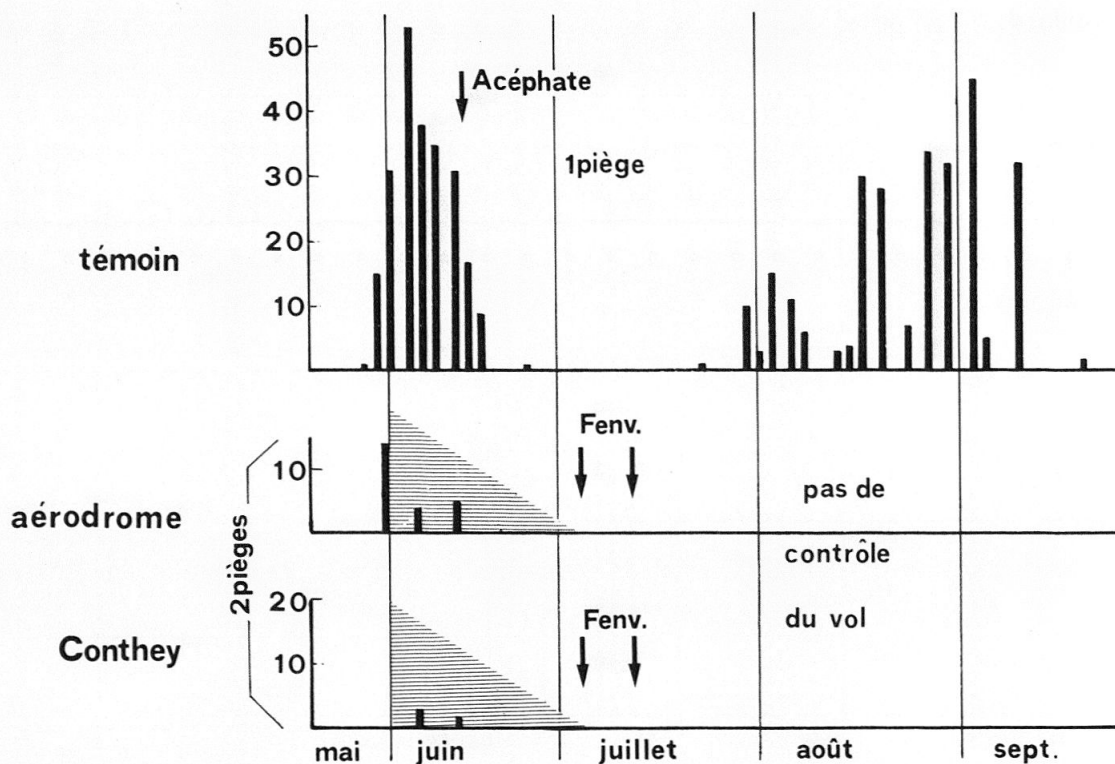 50
Acéphate
40
30
1piège
20
témoin
10
Fenv.
10
pas de
aérodrome
contrôle
2pièges
20
Fenv.
du vol
Conthey
10
mai
juin
juillet
août
sept.